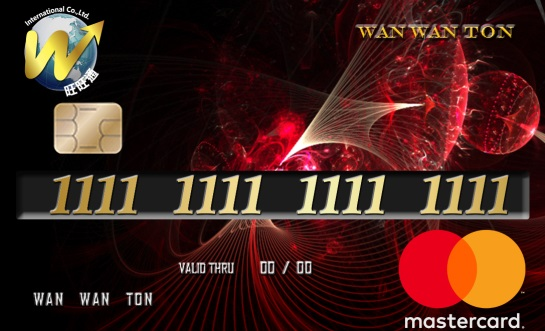 International Co.,Ltd.
WAN WAN TON
旺旺通
1111 1111 1111 1111
VALID THRU 00 / 00
WAN WAN TON
mastercard.